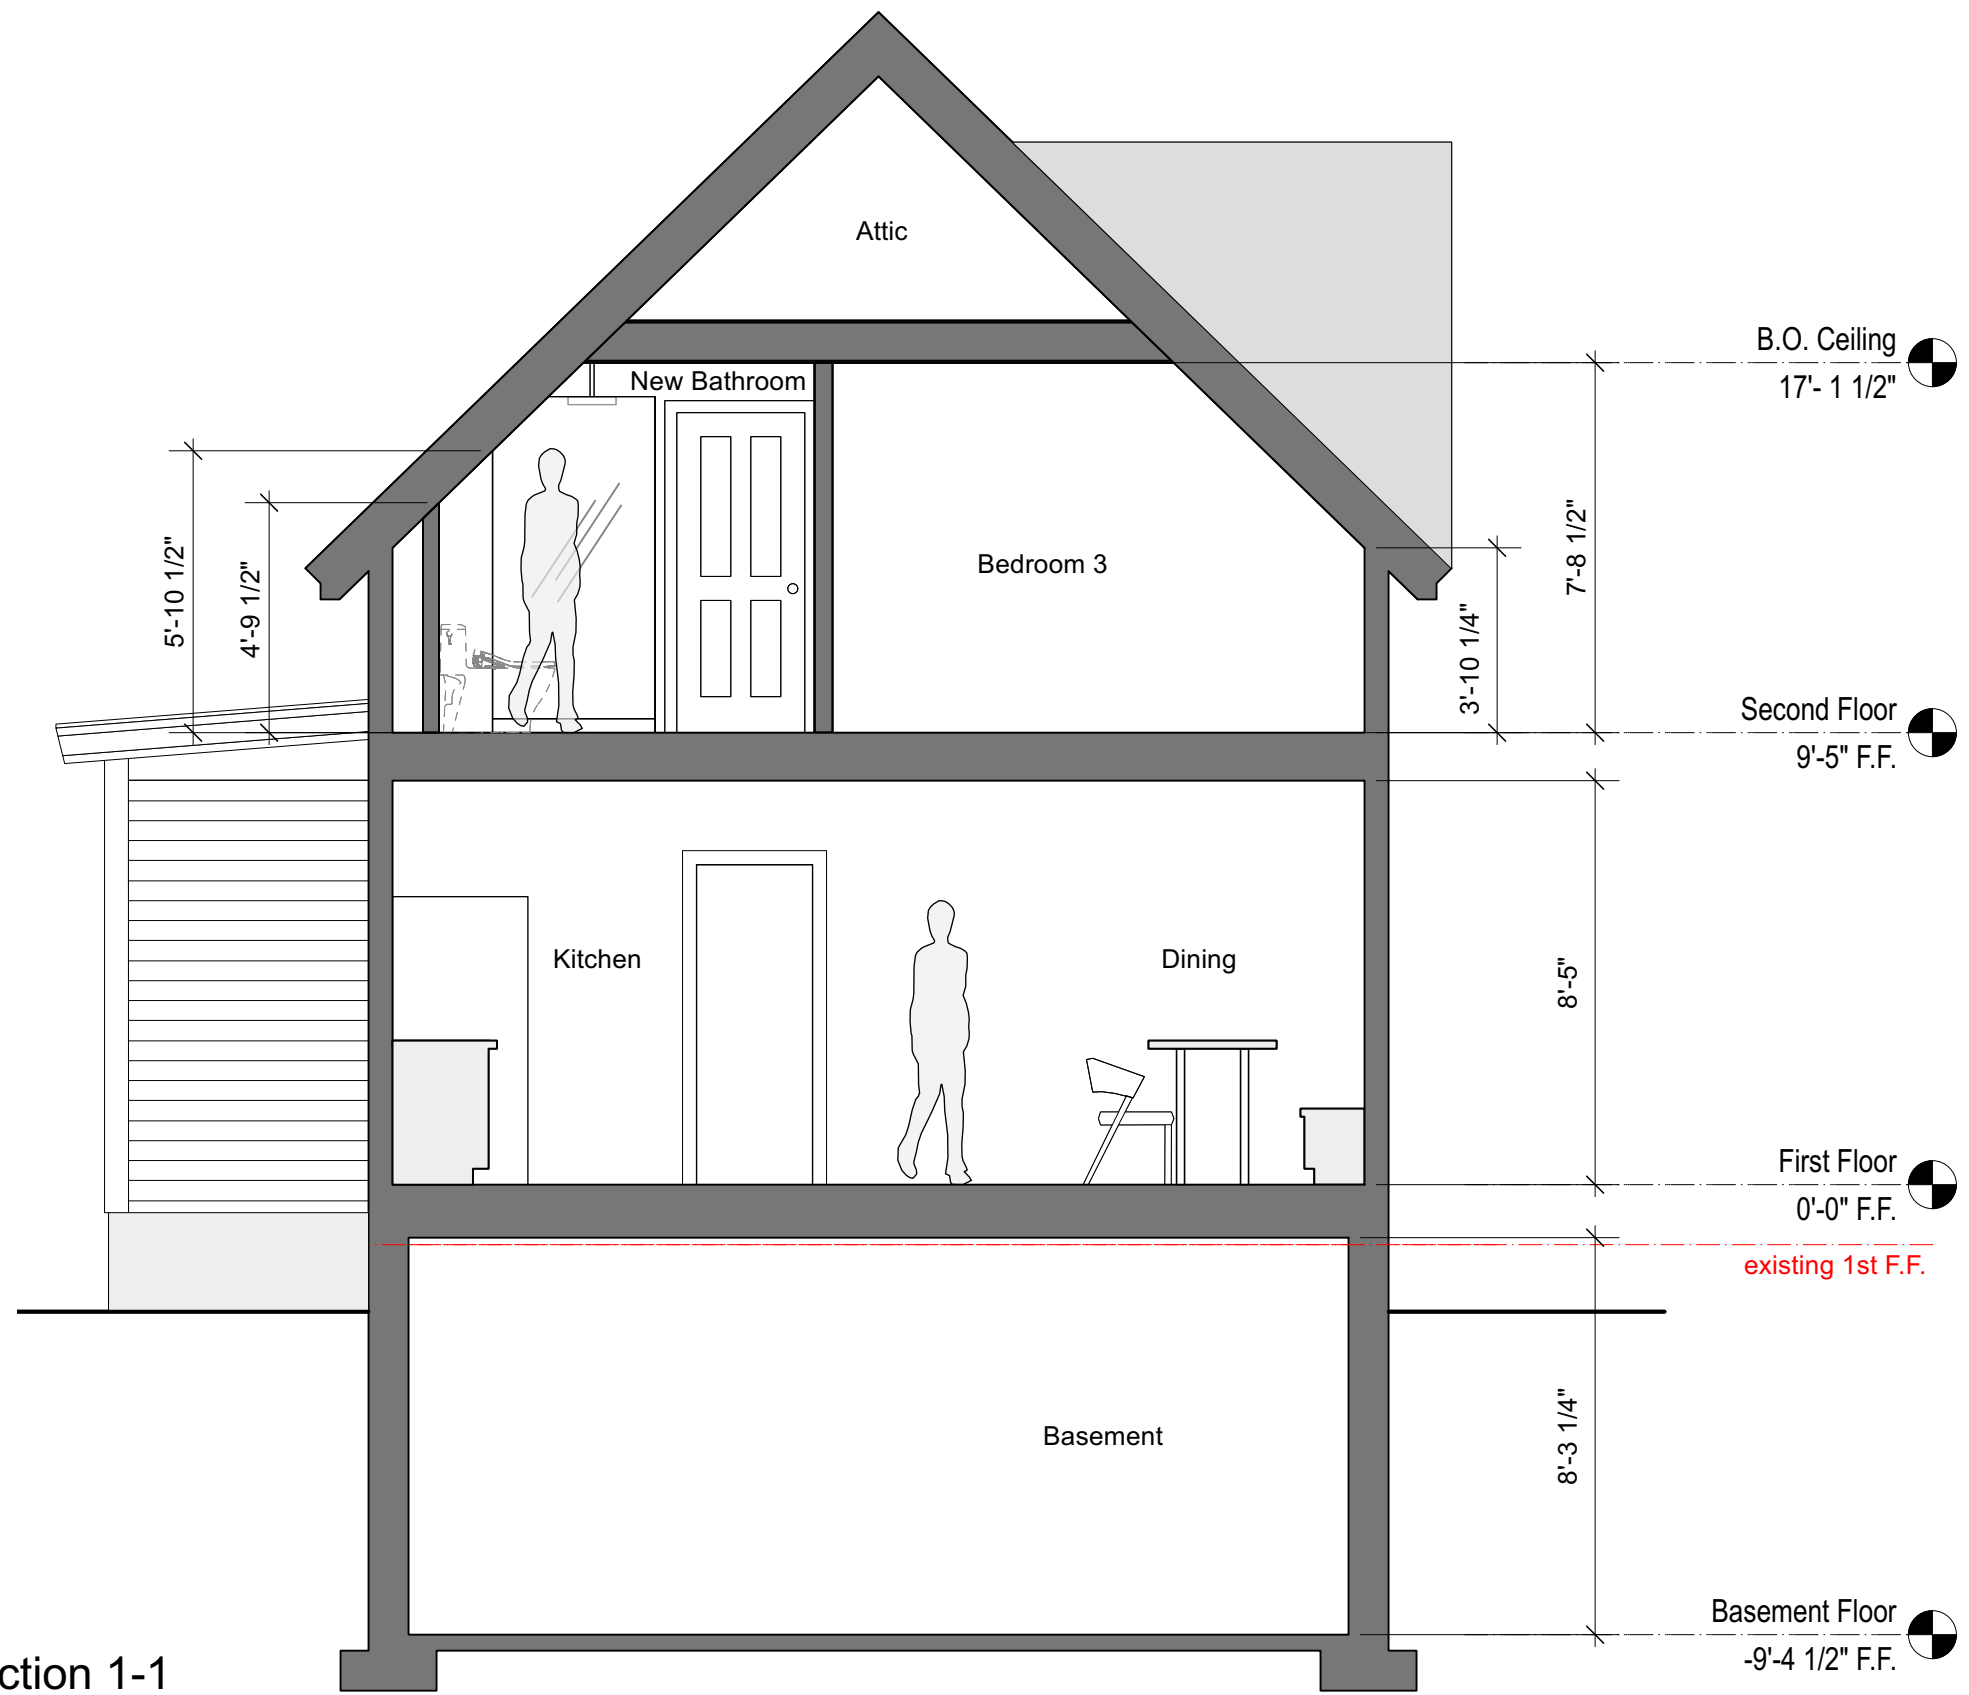 Attic
B.O. Ceiling
17'- 1 1/2"
New Bathroom
5'-10 1/2"
4'-9 1/2"
Bedroom 3
3'-10 1/4"
7'-8 1/2"
Second Floor
9'-5" F.F.
Kitchen
Dining
8'-5"
First Floor
0'-0" F.F.
existing 1st F.F.
Basement
8'-3 1/4"
Basement Floor
-9'-4 1/2" F.F.
ction 1-1